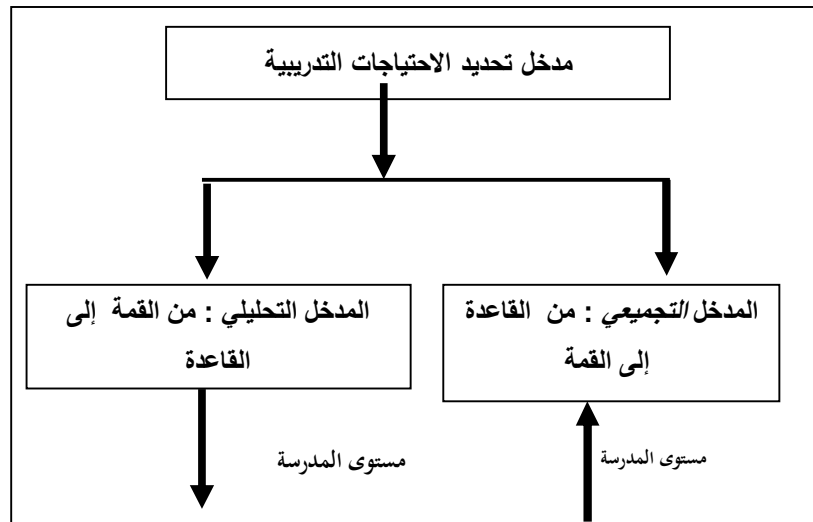 مدخل تحديد الاحتياجات التدريبية
المدخل التجميعي : من القاعدة
إلى القمة
المدخل التحليلي : من القمة إلى
القاعدة
مستوى المدرسة
مستوى المدرسة